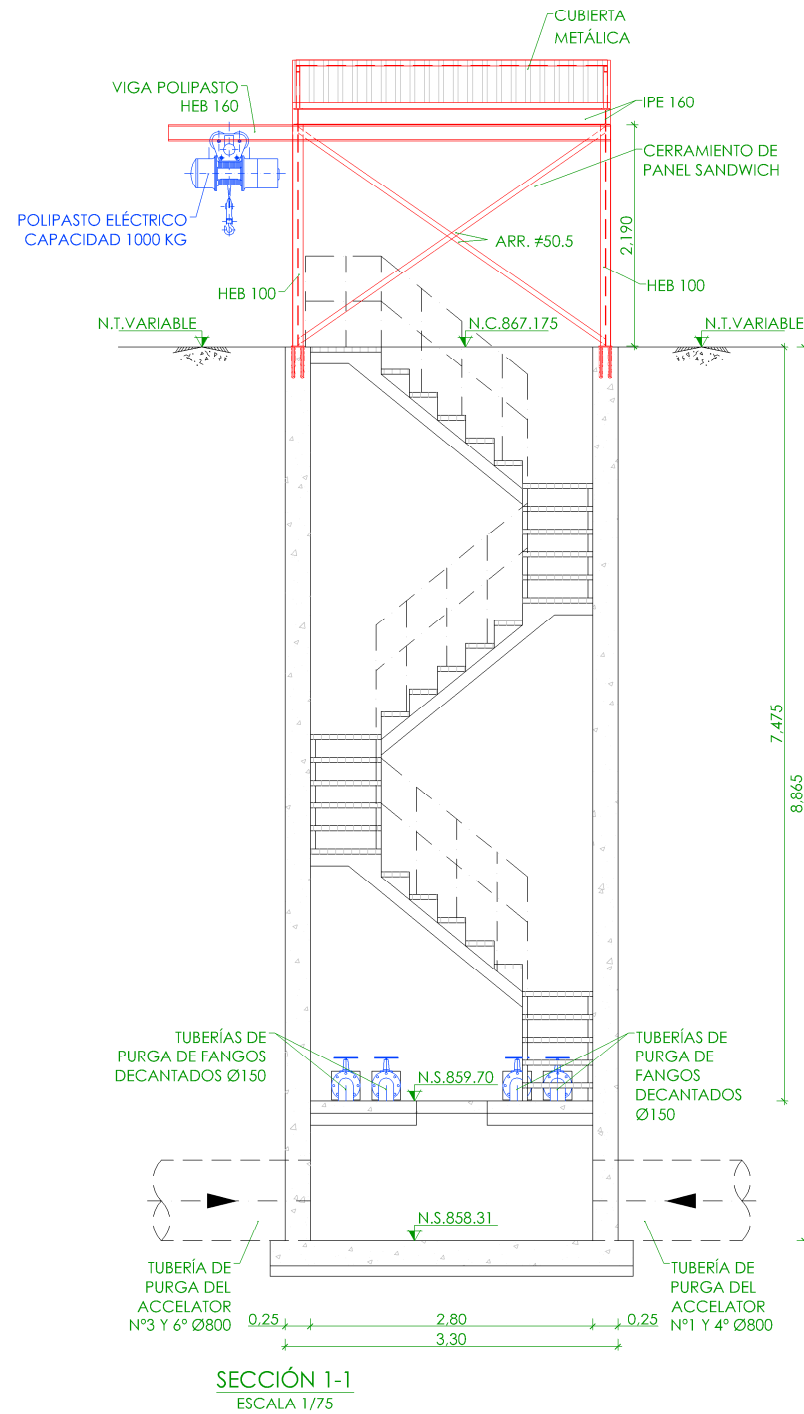 CUBIERTA
METÁLICA
VIGA POLIPASTO
HEB 160
IPE 160
CERRAMIENTO DE
PANEL SANDWICH
POLIPASTO ELÉCTRICO
CAPACIDAD 1000 KG
ARR. ≠50.5
2,190
HEB 100
HEB 100
N.T.VARIABLE
N.C.867.175
N.T.VARIABLE
7,475
8,865
TUBERÍAS DE
PURGA DE FANGOS
DECANTADOS Ø150
TUBERÍAS DE
PURGA DE
FANGOS
DECANTADOS
Ø150
N.S.859.70
N.S.858.31
TUBERÍA DE
PURGA DEL
ACCELATOR
Nº3 Y 6º Ø800
TUBERÍA DE
PURGA DEL
ACCELATOR
Nº1 Y 4º Ø800
0,25
2,80
0,25
3,30
SECCIÓN 1-1
ESCALA 1/75